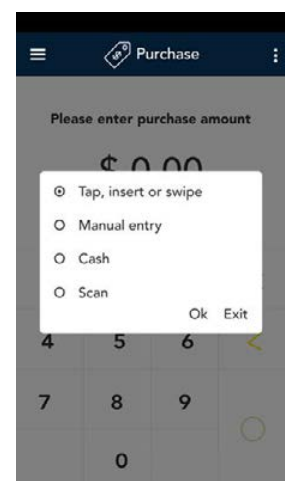 Purchase
Please enter purchase amount
$ 0.00
Tap, insert or swipe
Manual entry
Cash
Scan
Ok Exit
4 5 6 <
7 8 9
0